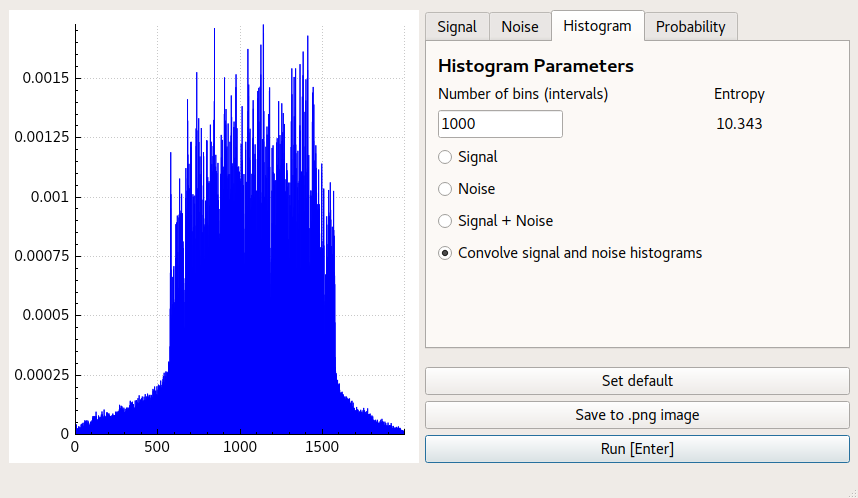 Signal Noise Histogram Probability
Histogram Parameters
Number of bins (intervals) Entropy
1000 10.343
Signal
Noise
Signal + Noise
Convolve signal and noise histograms
Set default
Save to .png image
Run [Enter]
0.0015
0.00125
0.001
0.00075
0.0005
0.00025
0
0 500 1000 1500